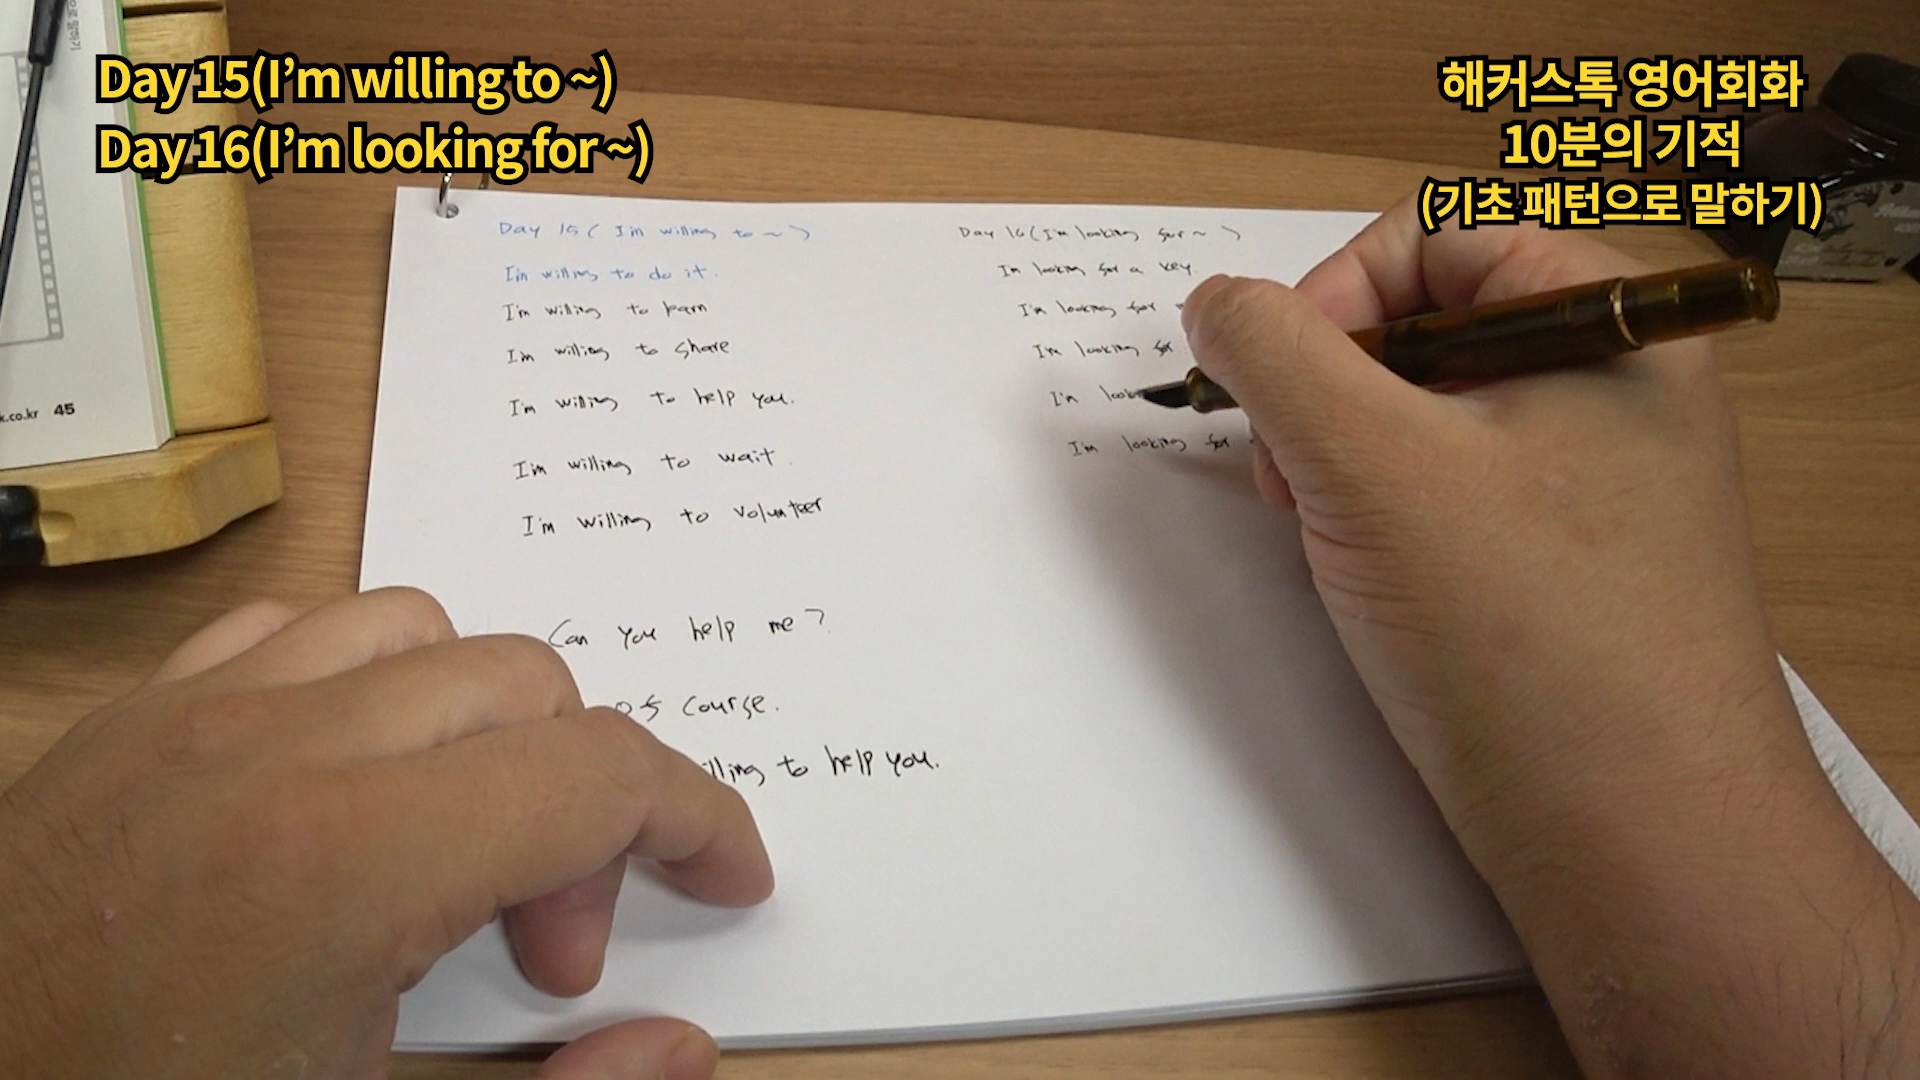 Day 15(I’m willing to ~)
Day 16(I’m looking for ~)
해커스톡 영어회화
10분의 기적
(기초 패턴으로 말하기)
k.co.kr 45
Day 15 ( I'm willing to ~ )
I'm willing to do it.
I'm willing to learn
I'm willing to share
I'm willing to help you.
I'm willing to wait.
I'm willing to volunteer
Can you help me?
of course.
willing to help you.
Day 16 (I'm looking for ~ )
I'm looking for a key.
I'm looking for
I'm looking for
I'm
I'm looking for